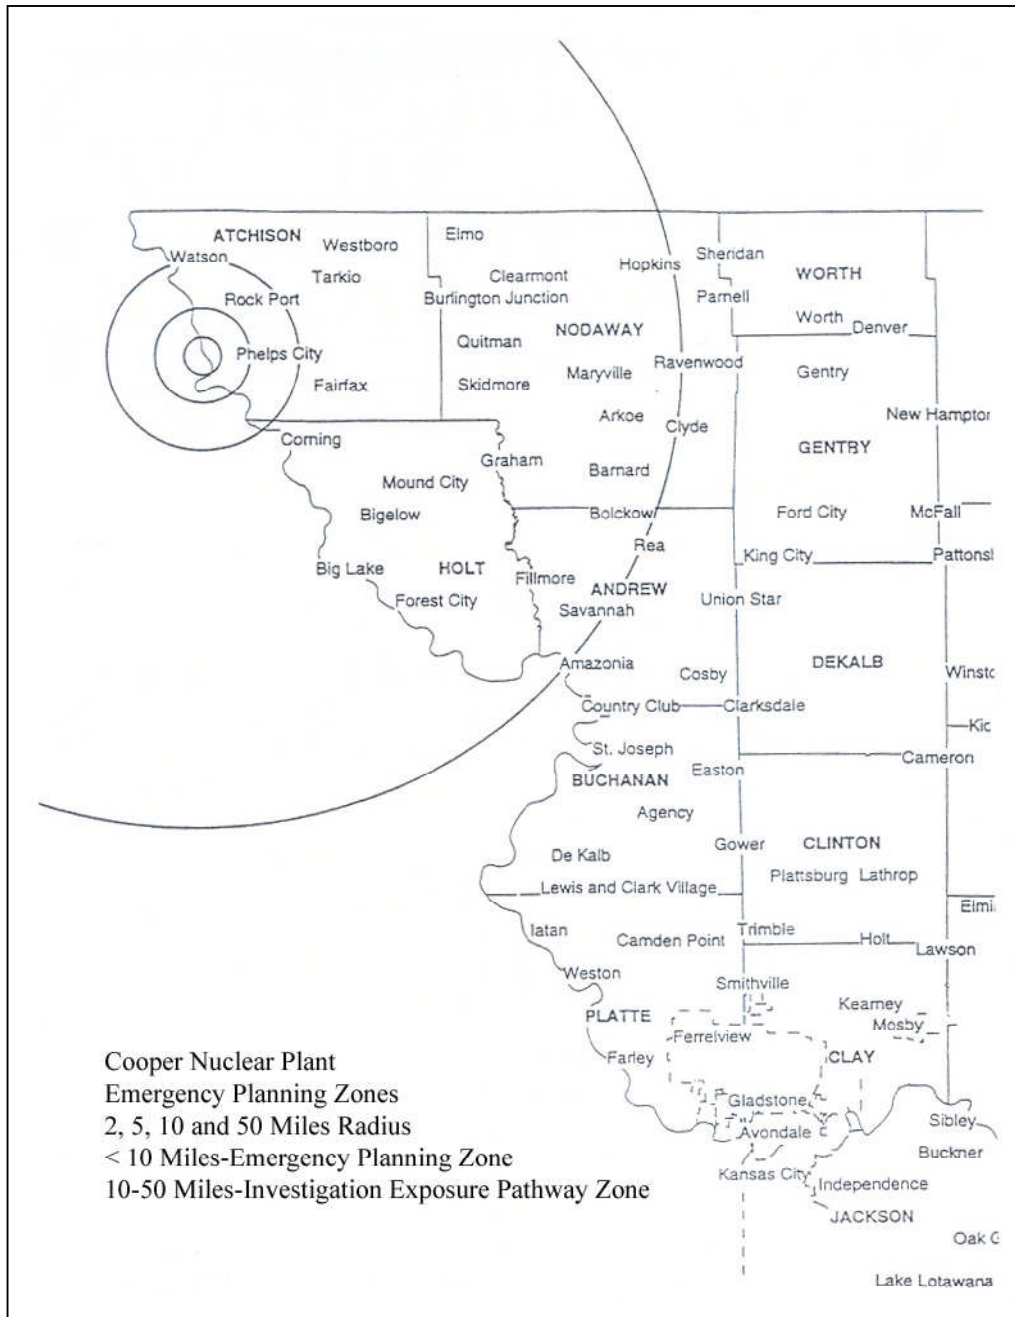 ATCHISON
Westboro
Elmo
Watson
Tarkio
Clearmont
Hopkins
Sheridan
WORTH
Rock Port
Burlington Junction
Parnell
Worth
Denver
NODAWAY
Quitman
Phelps City
Ravenwood
Fairfax
Skidmore
Maryville
Gentry
Arkoe
Clyde
New Hampton
Corning
Graham
Barnard
GENTRY
Mound City
Bigelow
Bolckow
Ford City
McFall
Rea
King City
Pattonsl
Big Lake
HOLT
Fillmore
ANDREW
Forest City
Savannah
Union Star
Amazonia
Cosby
DEKALB
Winsto
Country Club
Clarksdale
Kid
St. Joseph
Cameron
BUCHANAN
Easton
Agency
Gower
CLINTON
De Kalb
Plattsburg Lathrop
Lewis and Clark Village
Elmi
Iatan
Camden Point
Trimble
Holt
Lawson
Weston
Smithville
Kearney
PLATTE
Mosby
Ferrelview
Farley
CLAY
Gladstone
Sibley
Avondale
Buckner
Kansas City
Independence
JACKSON
Oak G
Lake Lotawana
Cooper Nuclear Plant
Emergency Planning Zones
2, 5, 10 and 50 Miles Radius
< 10 Miles-Emergency Planning Zone
10-50 Miles-Investigation Exposure Pathway Zone